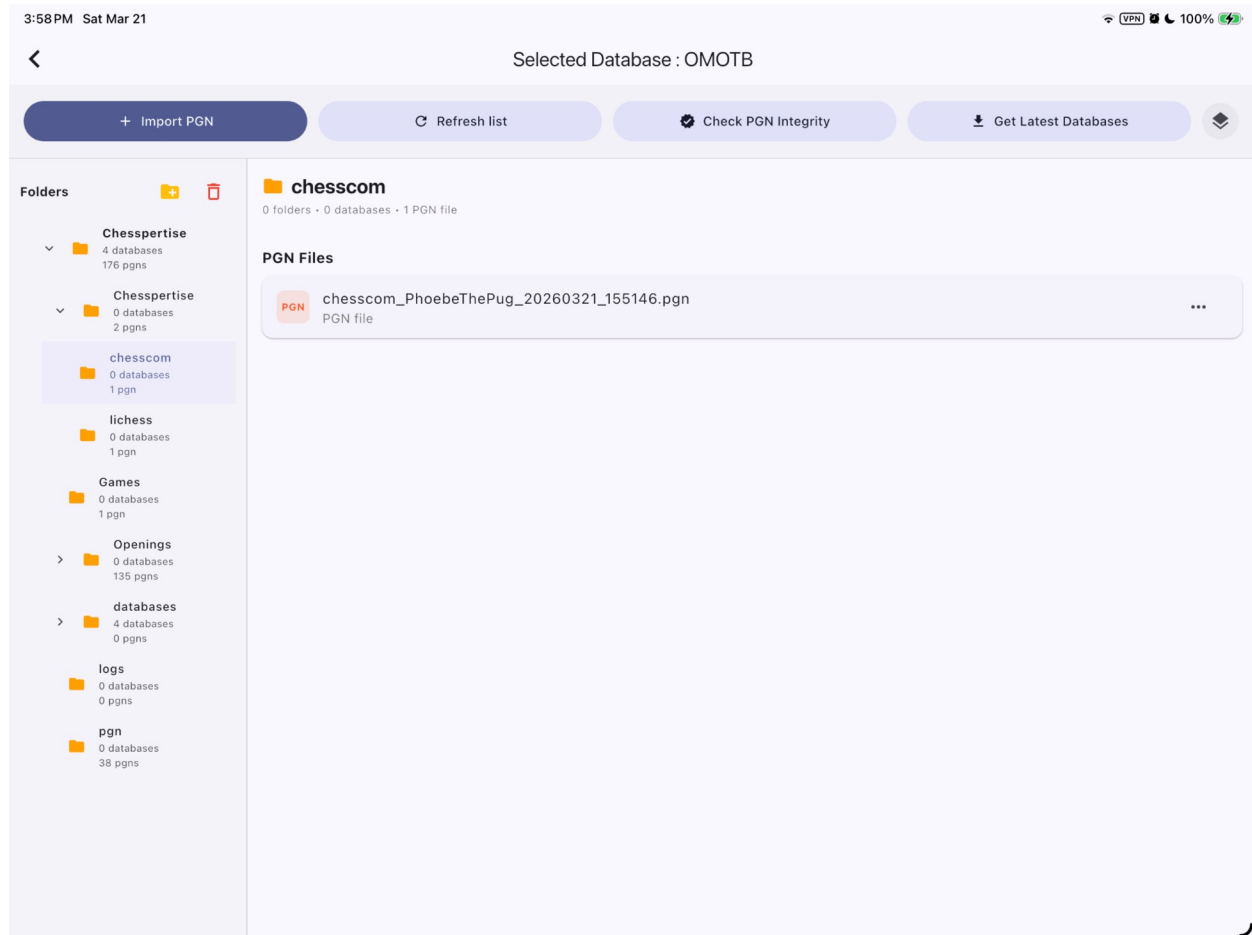 3:58 PM Sat Mar 21
VPN 100%
Selected Database : OMOTB
+ Import PGN
Refresh list
Check PGN Integrity
Get Latest Databases
Folders
Chesspertise
4 databases
176 pgns
Chesspertise
0 databases
2 pgns
chesscom
0 databases
1 pgn
lichess
0 databases
1 pgn
Games
0 databases
1 pgn
Openings
0 databases
135 pgns
databases
4 databases
0 pgns
logs
0 databases
0 pgns
pgn
0 databases
38 pgns
chesscom
0 folders • 0 databases • 1 PGN file
PGN Files
PGN
chesscom_PhoebeThePug_20260321_155146.pgn
PGN file